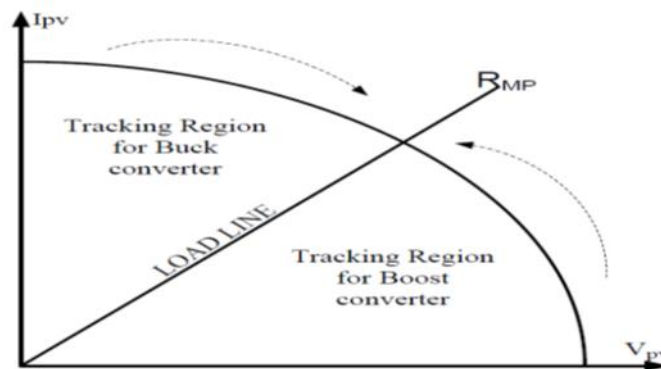 Ipv
RMP
Tracking Region
for Buck
converter
LOAD LINE
Tracking Region
for Boost
converter
Vpv